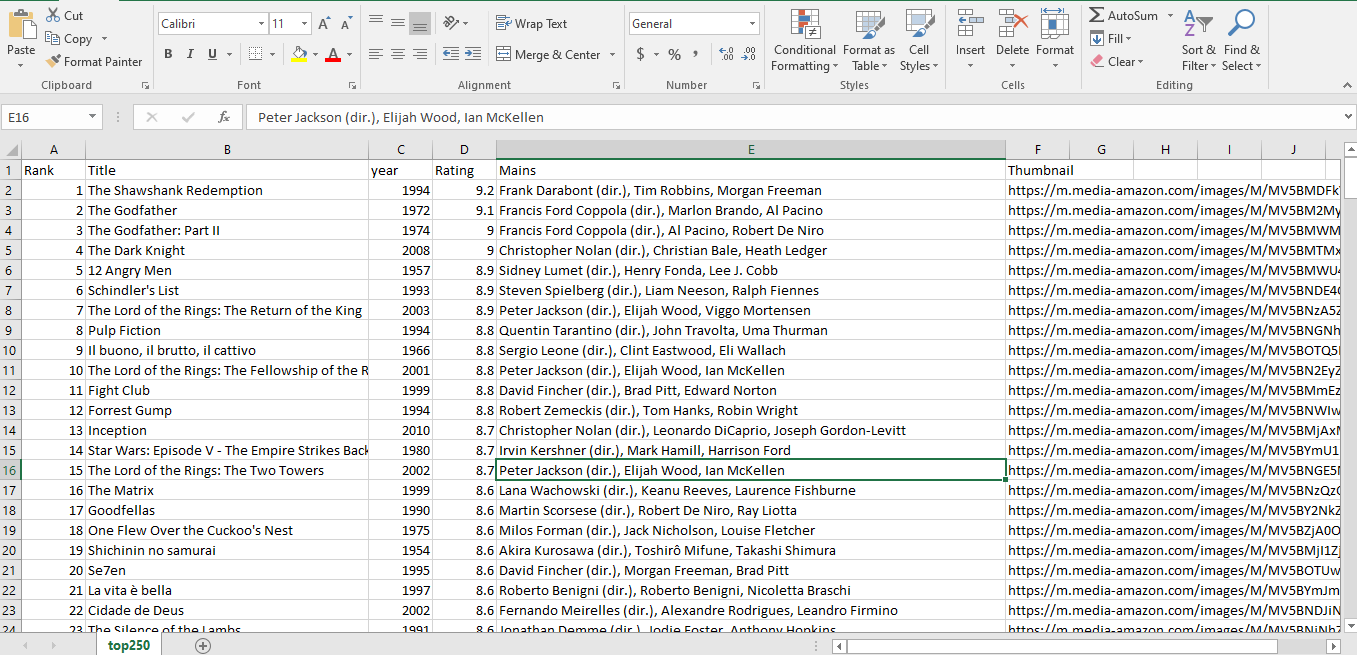 Cut
Copy
Format Painter
Paste
Clipboard
Calibri 11 A A
B I U A
Font
Wrap Text
Merge & Center
Alignment
General
$ % , .00 .00
Number
Conditional Formatting
Format as Table
Cell Styles
Styles
Insert Delete Format
Cells
AutoSum
Fill
Clear
Sort & Filter
Find & Select
Editing
E16 fx Peter Jackson (dir.), Elijah Wood, Ian McKellen
A B C D E F G H I J
1 Rank Title year Rating Mains Thumbnail
2 1 The Shawshank Redemption 1994 9.2 Frank Darabont (dir.), Tim Robbins, Morgan Freeman https://m.media-amazon.com/images/M/MV5BMDFk
3 2 The Godfather 1972 9.1 Francis Ford Coppola (dir.), Marlon Brando, Al Pacino https://m.media-amazon.com/images/M/MV5BM2My
4 3 The Godfather: Part II 1974 9 Francis Ford Coppola (dir.), Al Pacino, Robert De Niro https://m.media-amazon.com/images/M/MV5BMWM
5 4 The Dark Knight 2008 9 Christopher Nolan (dir.), Christian Bale, Heath Ledger https://m.media-amazon.com/images/M/MV5BMTMx
6 5 12 Angry Men 1957 8.9 Sidney Lumet (dir.), Henry Fonda, Lee J. Cobb https://m.media-amazon.com/images/M/MV5BMWU4
7 6 Schindler's List 1993 8.9 Steven Spielberg (dir.), Liam Neeson, Ralph Fiennes https://m.media-amazon.com/images/M/MV5BNDE4
8 7 The Lord of the Rings: The Return of the King 2003 8.9 Peter Jackson (dir.), Elijah Wood, Viggo Mortensen https://m.media-amazon.com/images/M/MV5BNzA5Z
9 8 Pulp Fiction 1994 8.8 Quentin Tarantino (dir.), John Travolta, Uma Thurman https://m.media-amazon.com/images/M/MV5BNGNh
10 9 Il buono, il brutto, il cattivo 1966 8.8 Sergio Leone (dir.), Clint Eastwood, Eli Wallach https://m.media-amazon.com/images/M/MV5BOTQ5
11 10 The Lord of the Rings: The Fellowship of the R 2001 8.8 Peter Jackson (dir.), Elijah Wood, Ian McKellen https://m.media-amazon.com/images/M/MV5BN2EyZ
12 11 Fight Club 1999 8.8 David Fincher (dir.), Brad Pitt, Edward Norton https://m.media-amazon.com/images/M/MV5BMmEz
13 12 Forrest Gump 1994 8.8 Robert Zemeckis (dir.), Tom Hanks, Robin Wright https://m.media-amazon.com/images/M/MV5BNWIw
14 13 Inception 2010 8.7 Christopher Nolan (dir.), Leonardo DiCaprio, Joseph Gordon-Levitt https://m.media-amazon.com/images/M/MV5BMjAxM
15 14 Star Wars: Episode V - The Empire Strikes Back 1980 8.7 Irvin Kershner (dir.), Mark Hamill, Harrison Ford https://m.media-amazon.com/images/M/MV5BYmU1
16 15 The Lord of the Rings: The Two Towers 2002 8.7 Peter Jackson (dir.), Elijah Wood, Ian McKellen https://m.media-amazon.com/images/M/MV5BNGE5
17 16 The Matrix 1999 8.6 Lana Wachowski (dir.), Keanu Reeves, Laurence Fishburne https://m.media-amazon.com/images/M/MV5BNzQz
18 17 Goodfellas 1990 8.6 Martin Scorsese (dir.), Robert De Niro, Ray Liotta https://m.media-amazon.com/images/M/MV5BY2NkZ
19 18 One Flew Over the Cuckoo's Nest 1975 8.6 Milos Forman (dir.), Jack Nicholson, Louise Fletcher https://m.media-amazon.com/images/M/MV5BZjA0O
20 19 Shichinin no samurai 1954 8.6 Akira Kurosawa (dir.), Toshirô Mifune, Takashi Shimura https://m.media-amazon.com/images/M/MV5BMjI1Z
21 20 Se7en 1995 8.6 David Fincher (dir.), Morgan Freeman, Brad Pitt https://m.media-amazon.com/images/M/MV5BOTUw
22 21 La vita è bella 1997 8.6 Roberto Benigni (dir.), Roberto Benigni, Nicoletta Braschi https://m.media-amazon.com/images/M/MV5BYmJm
23 22 Cidade de Deus 2002 8.6 Fernando Meirelles (dir.), Alexandre Rodrigues, Leandro Firmino https://m.media-amazon.com/images/M/MV5BNDJiN
24 23 The Silence of the Lambs 1991 8.6 Jonathan Demme (dir.), Jodie Foster, Anthony Hopkins https://m.media-amazon.com/images/M/MV5BNjNhZ
top250